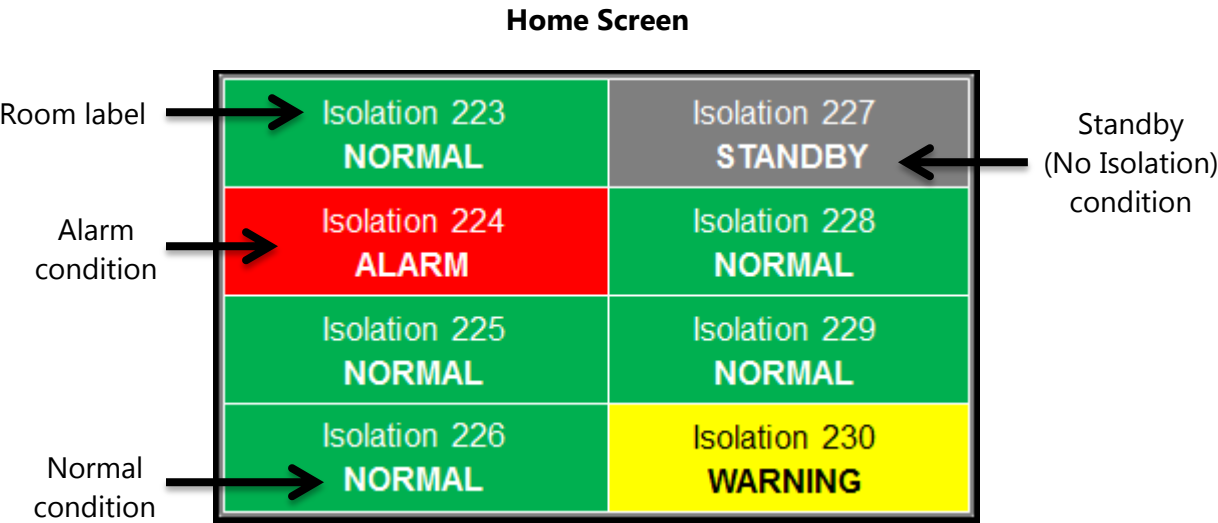 Home Screen
Room label
Isolation 223
NORMAL
Isolation 227
STANDBY
Standby
(No Isolation)
condition
Alarm
condition
Isolation 224
ALARM
Isolation 228
NORMAL
Isolation 225
NORMAL
Isolation 229
NORMAL
Normal
condition
Isolation 226
NORMAL
Isolation 230
WARNING